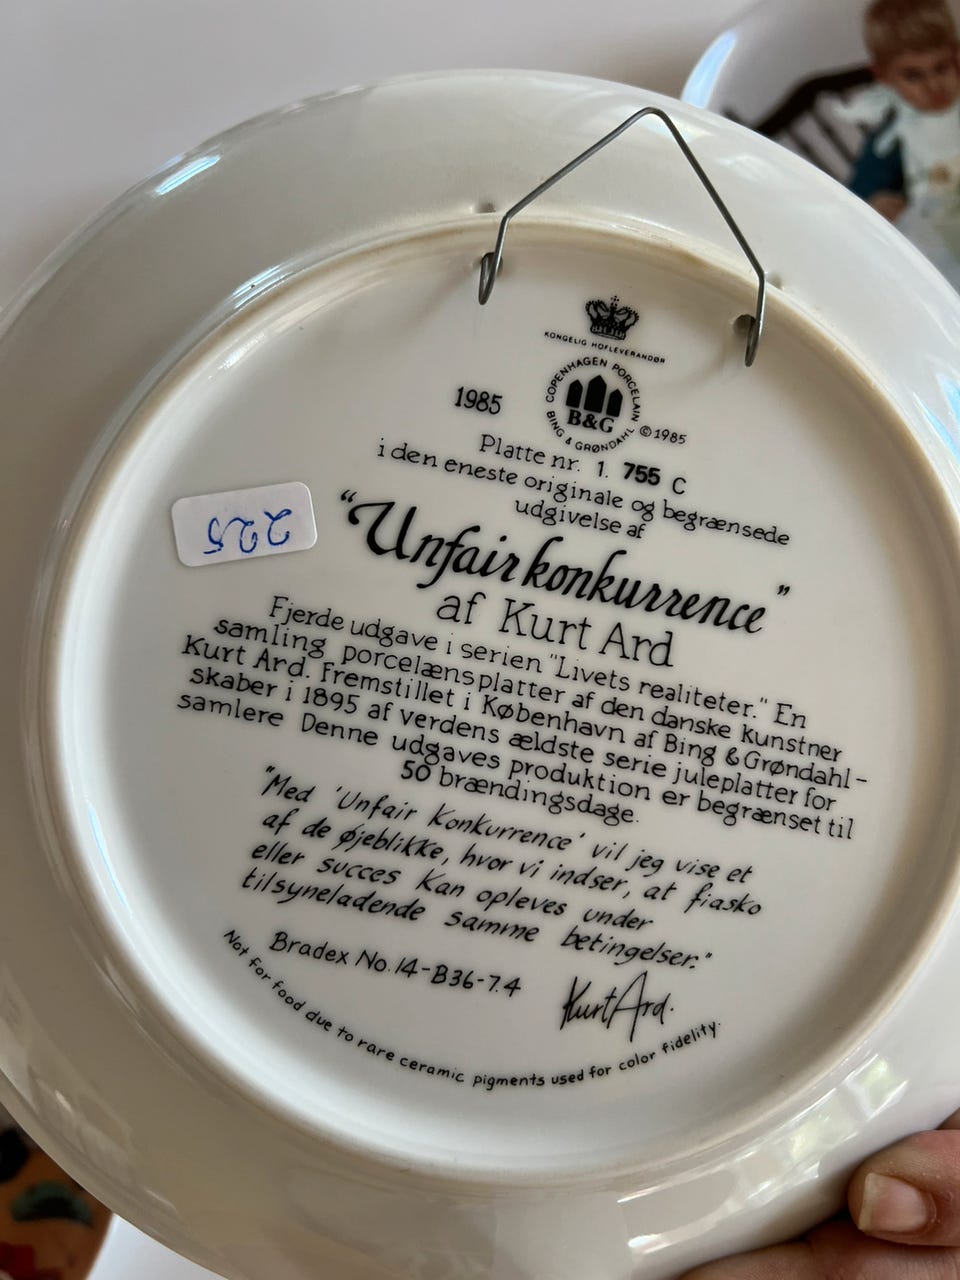 KONGELIG HOFLEVERANDØR
COPENHAGEN PORCELAIN
B&G
BING & GRØNDAHL
1985
©1985
Platte nr. 1. 755 C
i den eneste originale og begrænsede
udgivelse af
"Unfair konkurrence"
af Kurt Ard
Fjerde udgave i serien "Livets realiteter." En
samling porcelænsplatter af den danske kunstner
Kurt Ard. Fremstillet i København af Bing & Grøndahl -
skaber i 1895 af verdens ældste serie juleplatter for
samlere Denne udgaves produktion er begrænset til
50 brændingsdage.
"Med 'Unfair Konkurrence' vil jeg vise et
af de øjeblikke, hvor vi indser, at fiasko
eller succes kan opleves under
tilsyneladende samme betingelser."
Bradex No. 14-B36-7.4
Kurt Ard.
Not for food due to rare ceramic pigments used for color fidelity.
225